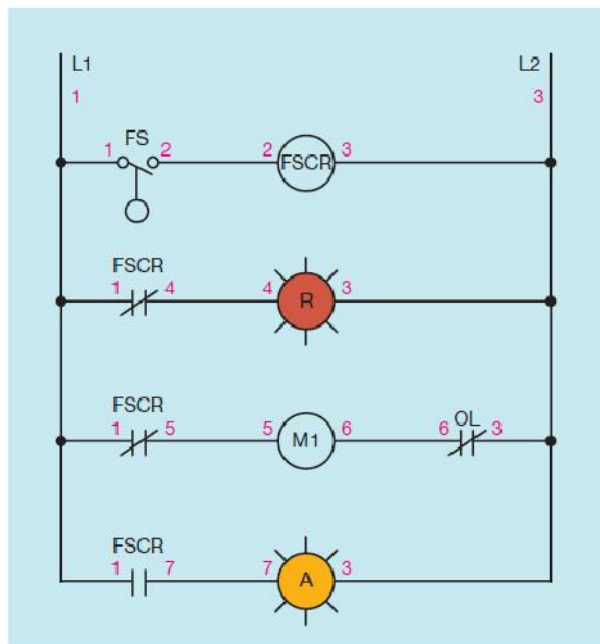 L1 L2
1 3
FS
1 2 2 FSCR 3
FSCR
1 4 4 R 3
FSCR OL
1 5 5 M1 6 6 3
FSCR
1 7 7 A 3